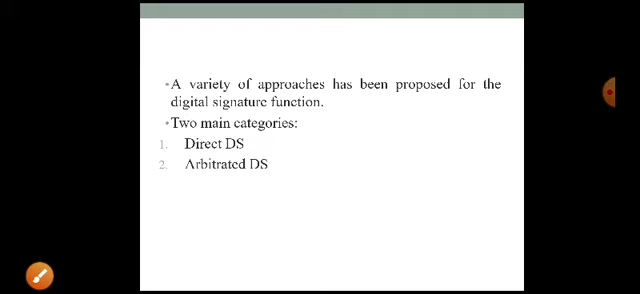 •A variety of approaches has been proposed for the
digital signature function.
•Two main categories:
1. Direct DS
2. Arbitrated DS